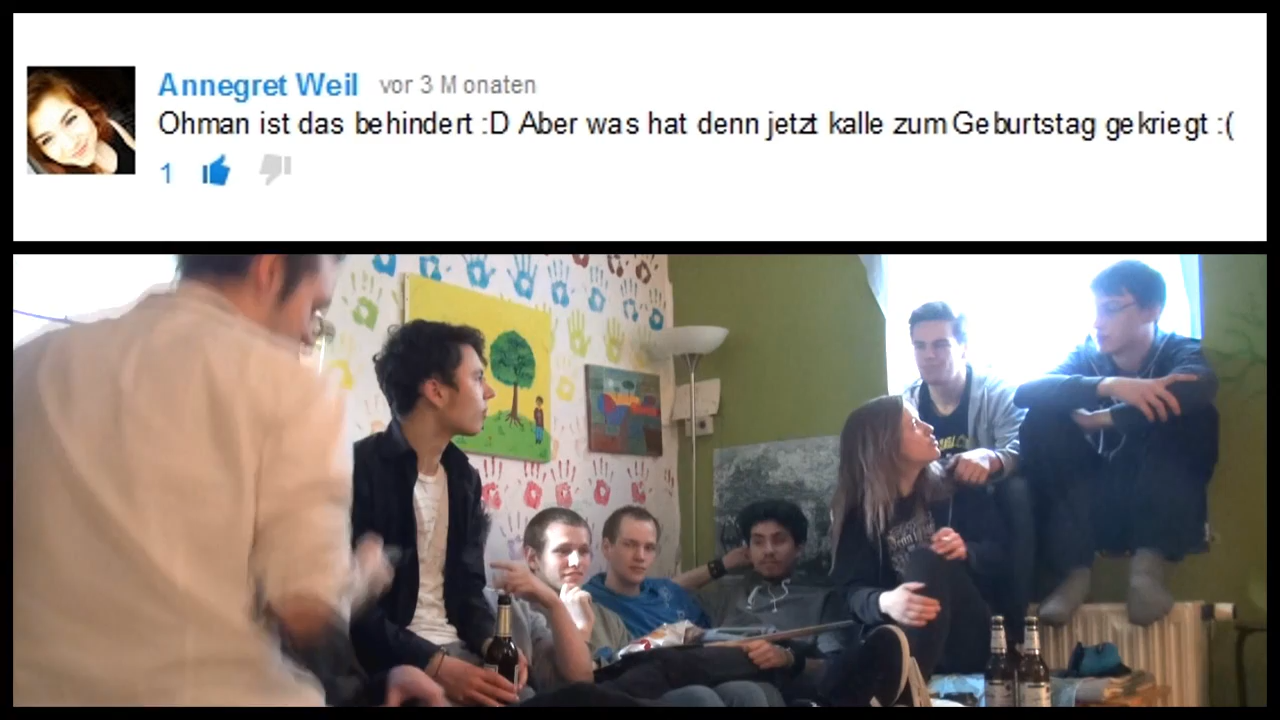 Annegret Weil vor 3 Monaten
Ohman ist das behindert :D Aber was hat denn jetzt kalle zum Geburtstag gekriegt :(
1